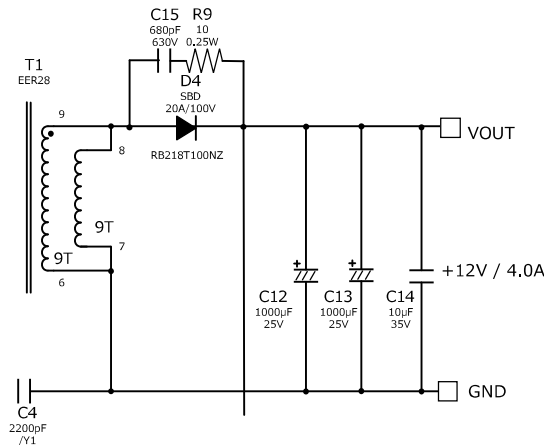 C15
680pF
630V
R9
10
0.25W
T1
EER28
D4
SBD
20A/100V
RB218T100NZ
9
8
9T
7
9T
6
VOUT
+12V / 4.0A
+
C12
1000μF
25V
+
C13
1000μF
25V
C14
10μF
35V
GND
C4
2200pF
/Y1